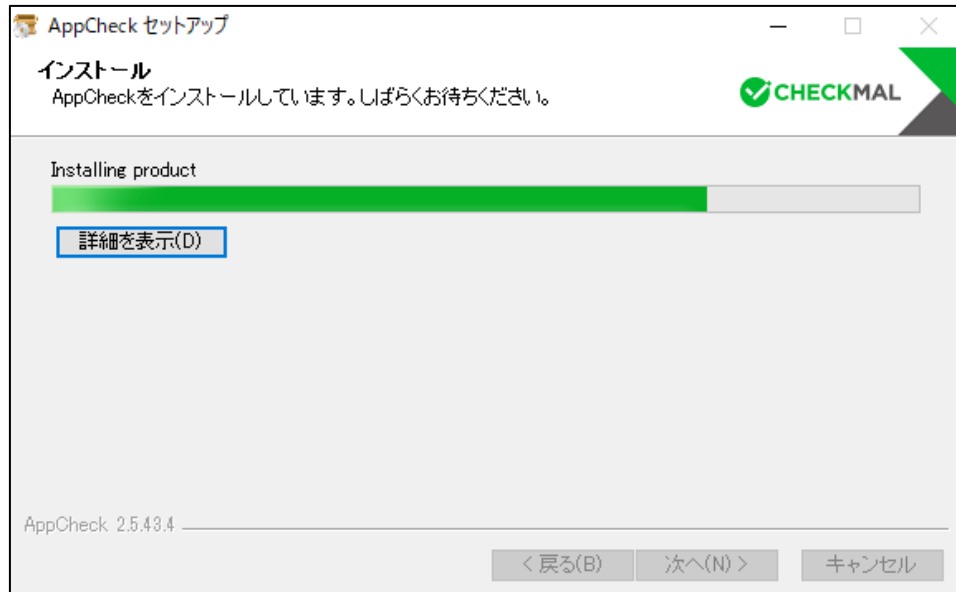 AppCheck セットアップ
インストール
AppCheckをインストールしています。しばらくお待ちください。
CHECKMAL
Installing product
詳細を表示(D)
AppCheck 2.5.43.4
< 戻る(B)
次へ(N) >
キャンセル